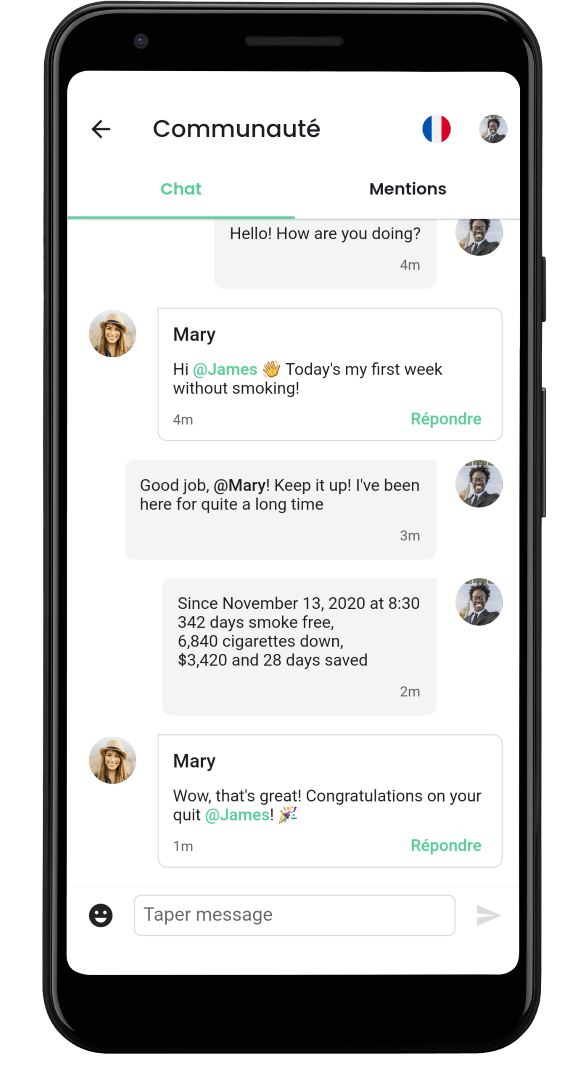 Communauté
Chat
Mentions
Hello! How are you doing?
4m
Mary
Hi @James 👋 Today's my first week
without smoking!
4m
Répondre
Good job, @Mary! Keep it up! I've been
here for quite a long time
3m
Since November 13, 2020 at 8:30
342 days smoke free,
6,840 cigarettes down,
$3,420 and 28 days saved
2m
Mary
Wow, that's great! Congratulations on your
quit @James! 🎉
1m
Répondre
Taper message